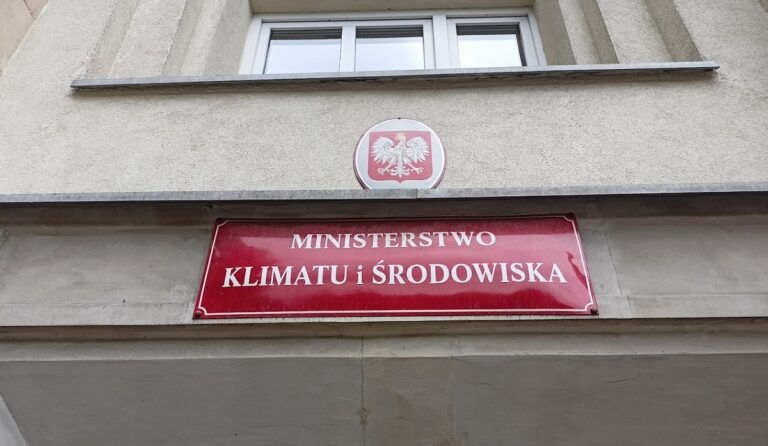 MINISTERSTWO
KLIMATU i ŚRODOWISKA